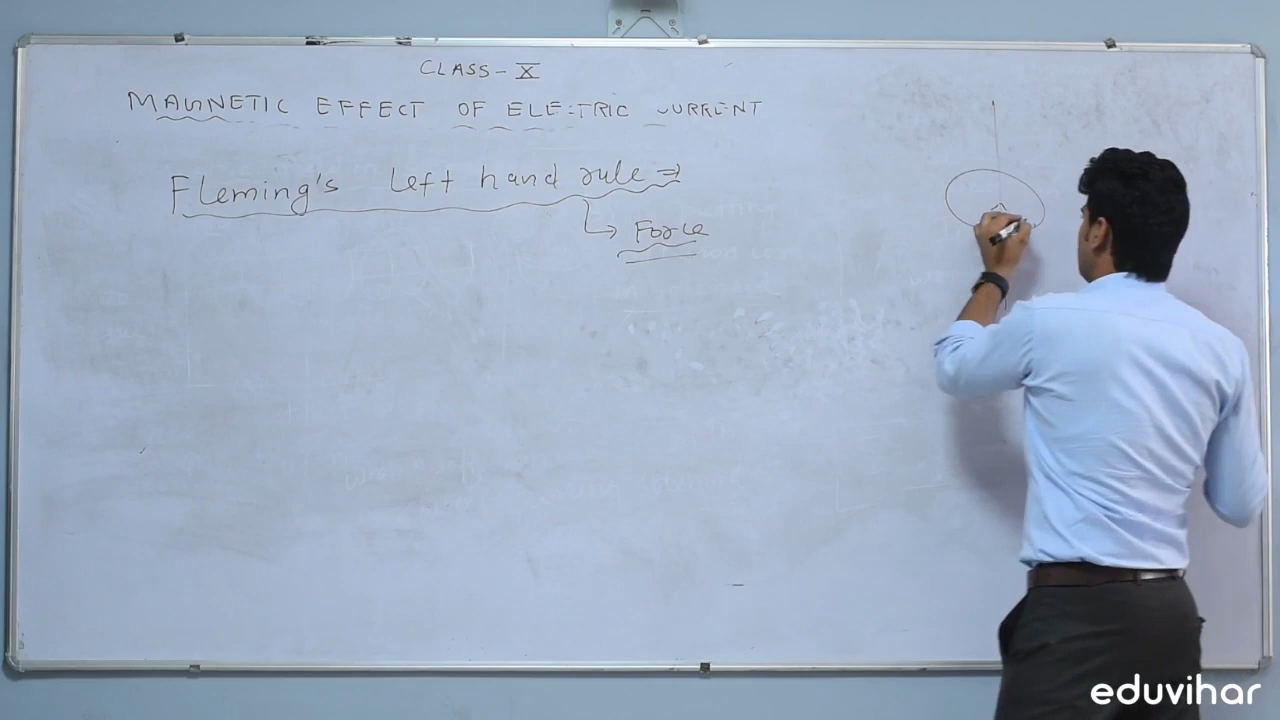 CLASS - X
MAGNETIC EFFECT OF ELECTRIC CURRENT
Fleming's Left hand rule ⇒
↳ Force
eduvihar